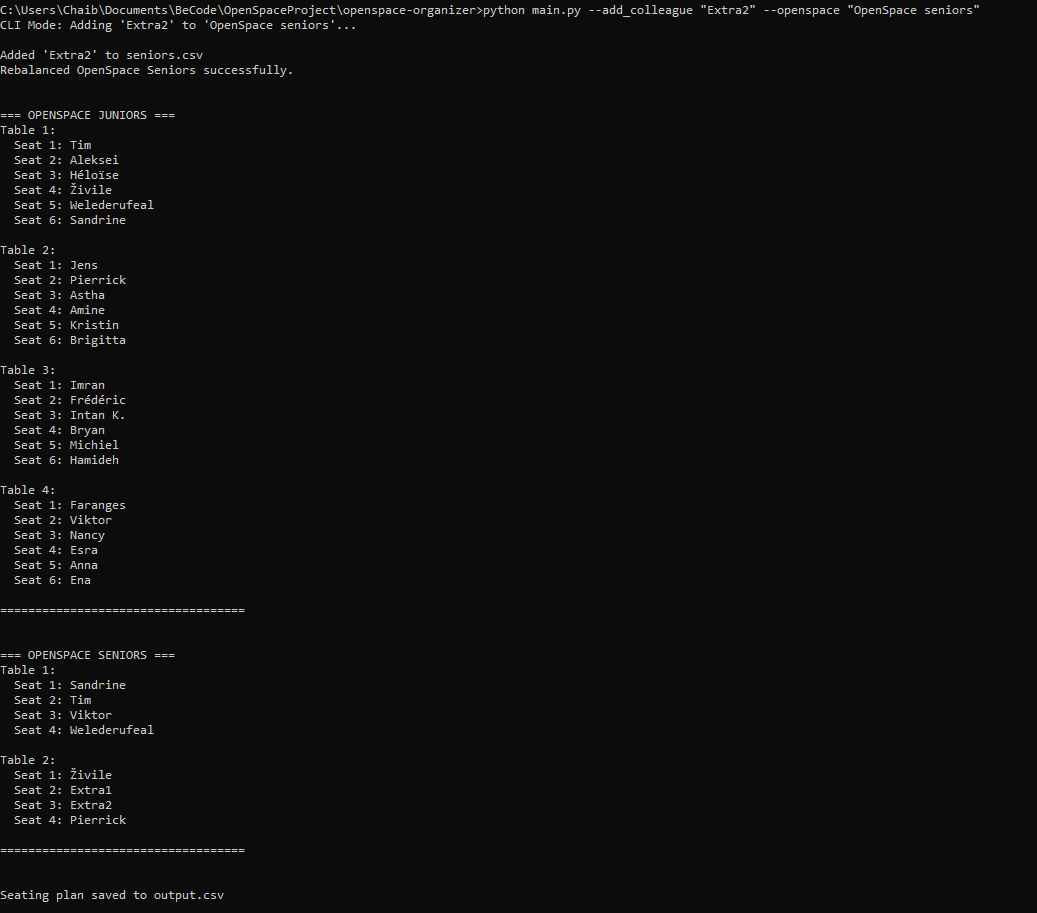 C:\Users\Chaib\Documents\BeCode\OpenSpaceProject\openspace-organizer>python main.py --add_colleague "Extra2" --openspace "OpenSpace seniors"
CLI Mode: Adding 'Extra2' to 'OpenSpace seniors'...
Added 'Extra2' to seniors.csv
Rebalanced OpenSpace Seniors successfully.
=== OPENSPACE JUNIORS ===
Table 1:
Seat 1: Tim
Seat 2: Aleksei
Seat 3: Héloïse
Seat 4: Živile
Seat 5: Welederufeal
Seat 6: Sandrine
Table 2:
Seat 1: Jens
Seat 2: Pierrick
Seat 3: Astha
Seat 4: Amine
Seat 5: Kristin
Seat 6: Brigitta
Table 3:
Seat 1: Imran
Seat 2: Frédéric
Seat 3: Intan K.
Seat 4: Bryan
Seat 5: Michiel
Seat 6: Hamideh
Table 4:
Seat 1: Faranges
Seat 2: Viktor
Seat 3: Nancy
Seat 4: Esra
Seat 5: Anna
Seat 6: Ena
===================================
=== OPENSPACE SENIORS ===
Table 1:
Seat 1: Sandrine
Seat 2: Tim
Seat 3: Viktor
Seat 4: Welederufeal
Table 2:
Seat 1: Živile
Seat 2: Extra1
Seat 3: Extra2
Seat 4: Pierrick
===================================
Seating plan saved to output.csv